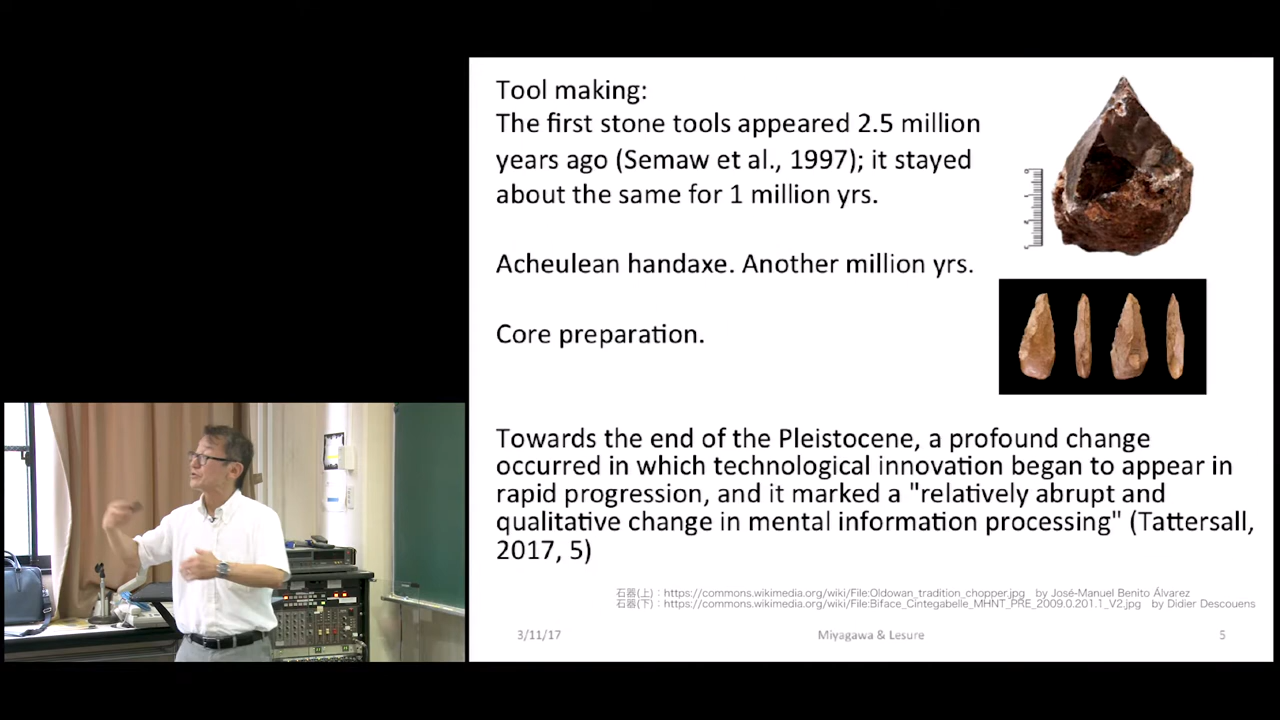 Tool making:
The first stone tools appeared 2.5 million
years ago (Semaw et al., 1997); it stayed
about the same for 1 million yrs.
Acheulean handaxe. Another million yrs.
Core preparation.
Towards the end of the Pleistocene, a profound change
occurred in which technological innovation began to appear in
rapid progression, and it marked a "relatively abrupt and
qualitative change in mental information processing" (Tattersall,
2017, 5)
石器(上)：https://commons.wikimedia.org/wiki/File:Oldowan_tradition_chopper.jpg by José-Manuel Benito Álvarez
石器(下)：https://commons.wikimedia.org/wiki/File:Biface_Cintegabelle_MHNT_PRE_2009.0.201.1_V2.jpg by Didier Descouens
3/11/17
Miyagawa & Lesure
5